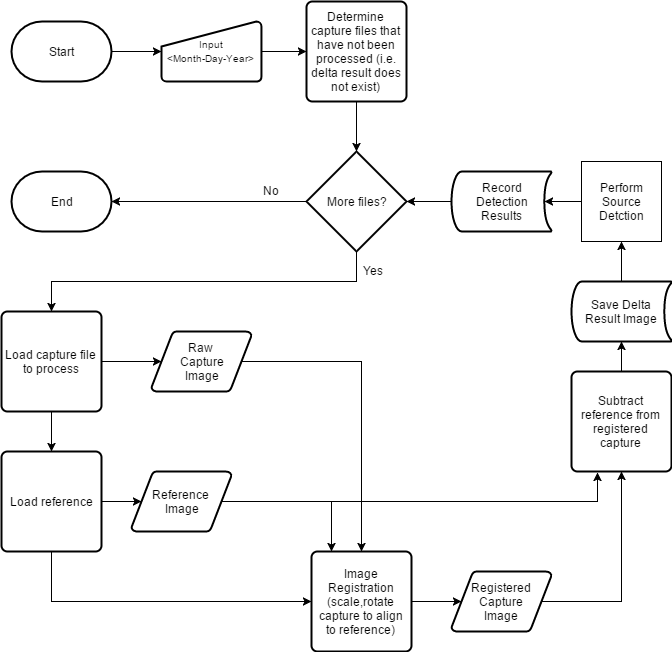 Start
Input
<Month-Day-Year>
Determine
capture files that
have not been
processed (i.e.
delta result does
not exist)
End
No
More files?
Record
Detection
Results
Perform
Source
Detction
Yes
Save Delta
Result Image
Load capture file
to process
Raw
Capture
Image
Subtract
reference from
registered
capture
Load reference
Reference
Image
Image
Registration
(scale,rotate
capture to align
to reference)
Registered
Capture
Image